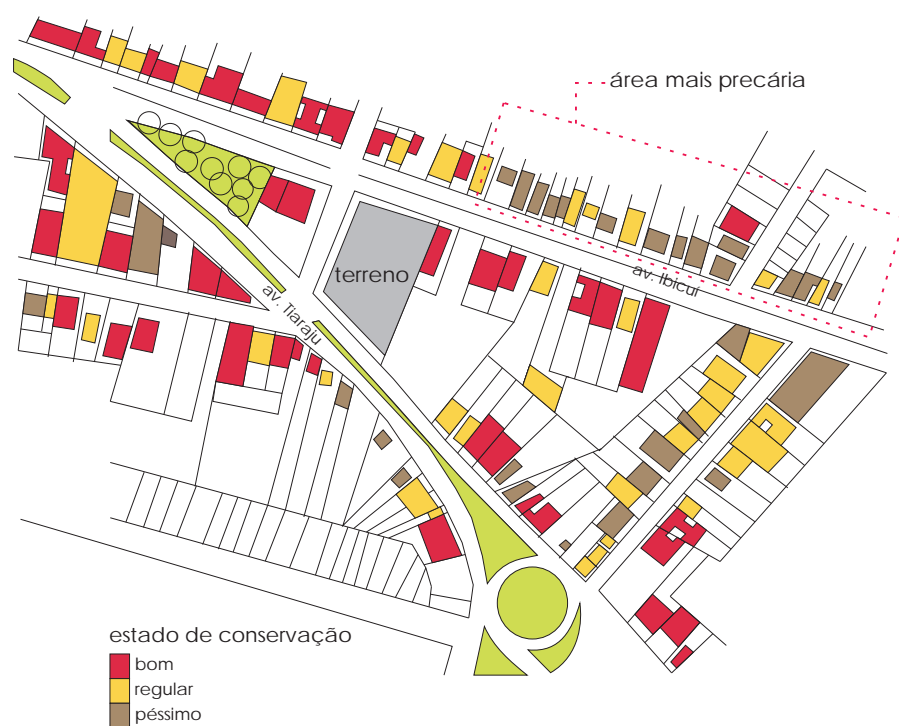 área mais precária
terreno
av. Ibicuí
av. Tiaraju
estado de conservação
bom
regular
péssimo